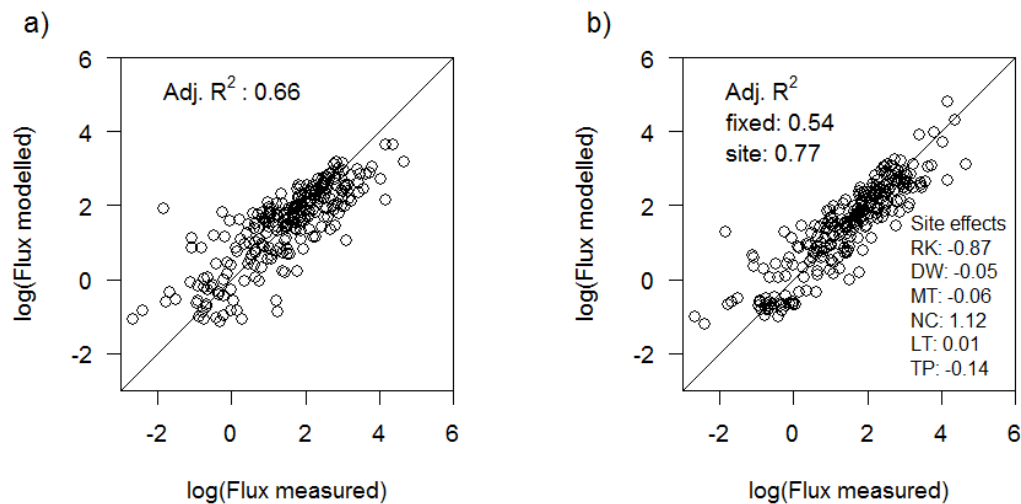 a)
Adj. R² : 0.66
log(Flux modelled)
6
4
2
0
-2
-2 0 2 4 6
log(Flux measured)
b)
Adj. R²
fixed: 0.54
site: 0.77
Site effects
RK: -0.87
DW: -0.05
MT: -0.06
NC: 1.12
LT: 0.01
TP: -0.14
log(Flux modelled)
6
4
2
0
-2
-2 0 2 4 6
log(Flux measured)